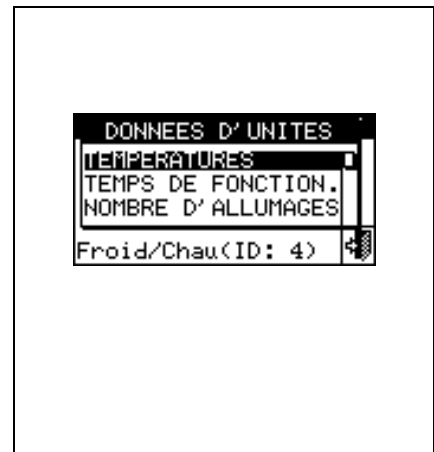 DONNEES D'UNITES
TEMPERATURES
TEMPS DE FONCTION.
NOMBRE D'ALLUMAGES
Froid/Chau(ID: 4)